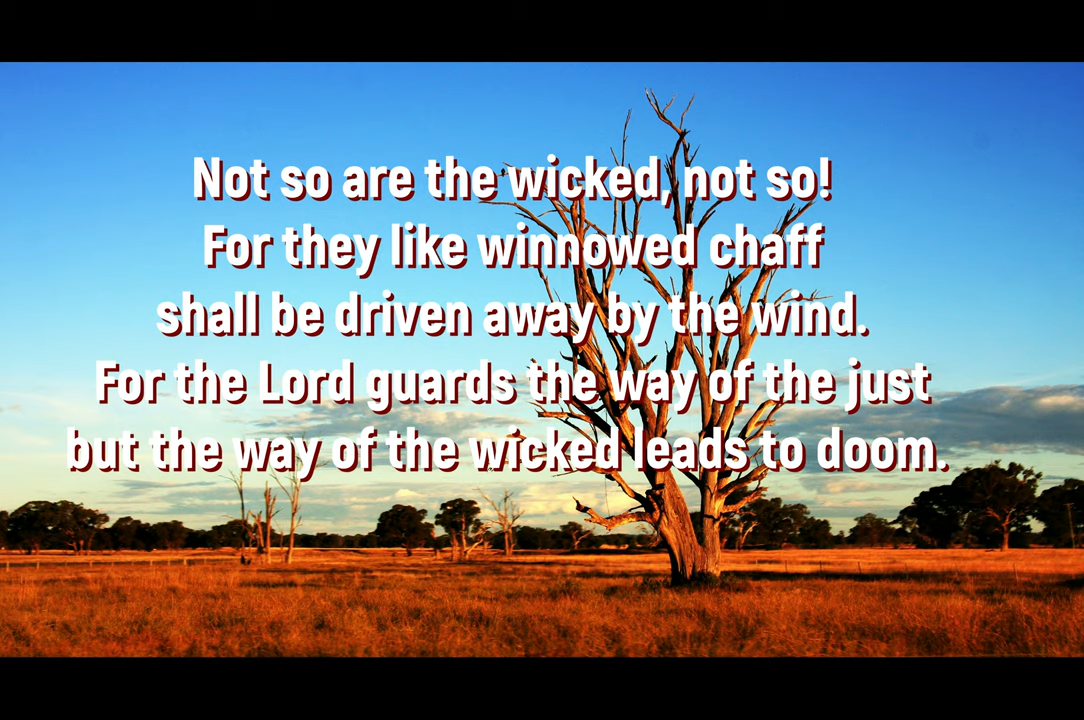 Not so are the wicked, not so!
For they like winnowed chaff
shall be driven away by the wind.
For the Lord guards the way of the just
but the way of the wicked leads to doom.